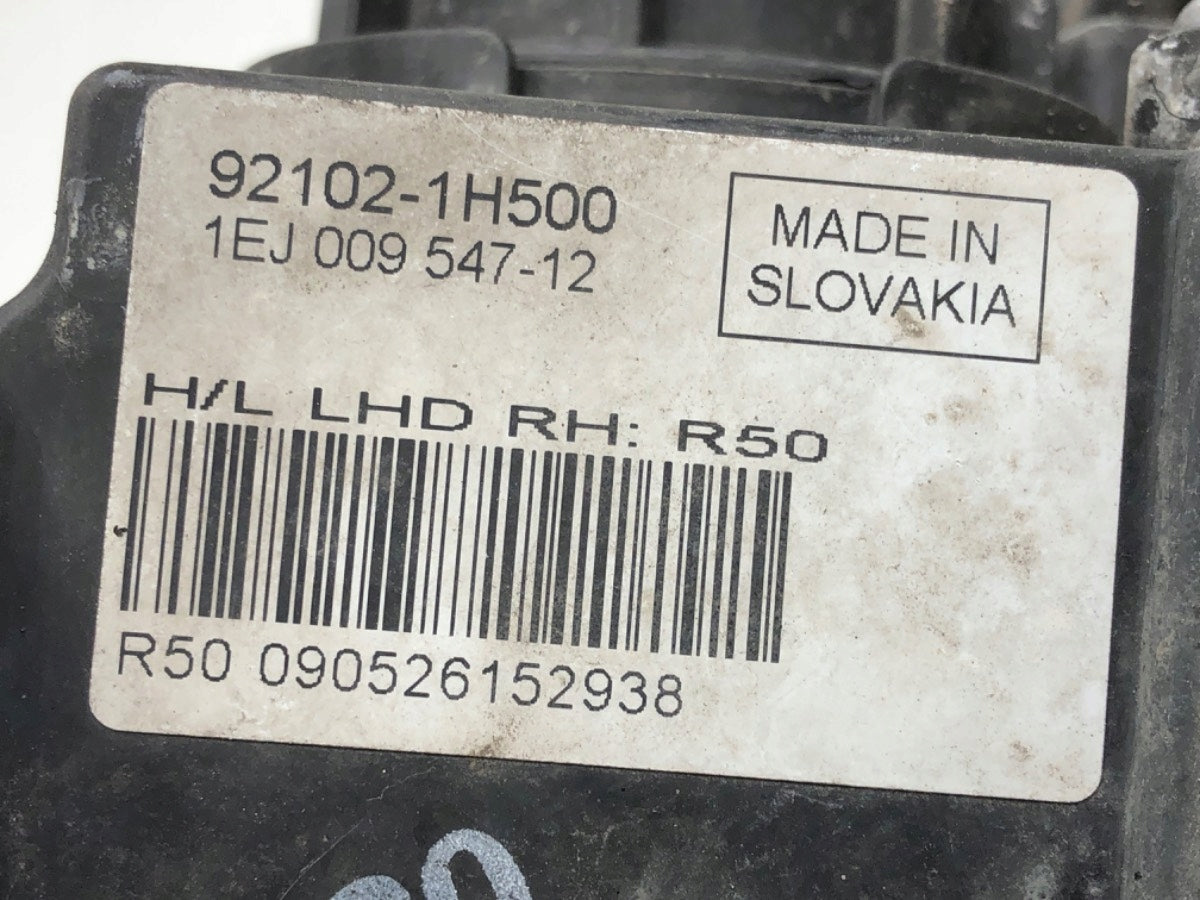 92102-1H500
1EJ 009 547-12
MADE IN
SLOVAKIA
H/L LHD RH: R50
R50 090526152938